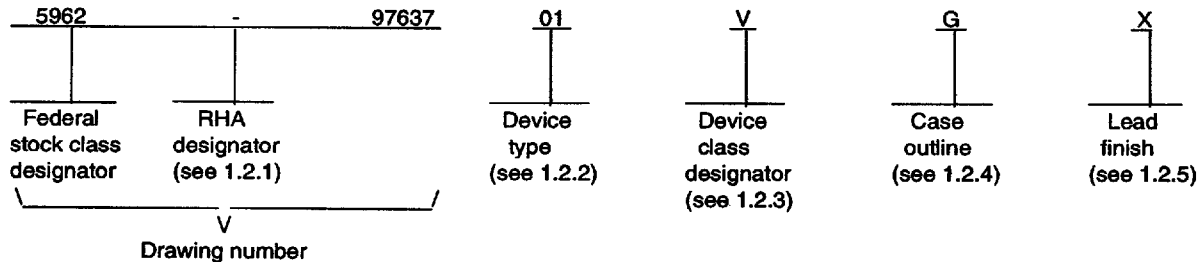 5962 - 97637 01 V G X
Federal stock class designator
RHA designator (see 1.2.1)
Device type (see 1.2.2)
Device class designator (see 1.2.3)
Case outline (see 1.2.4)
Lead finish (see 1.2.5)
\ /
V
Drawing number